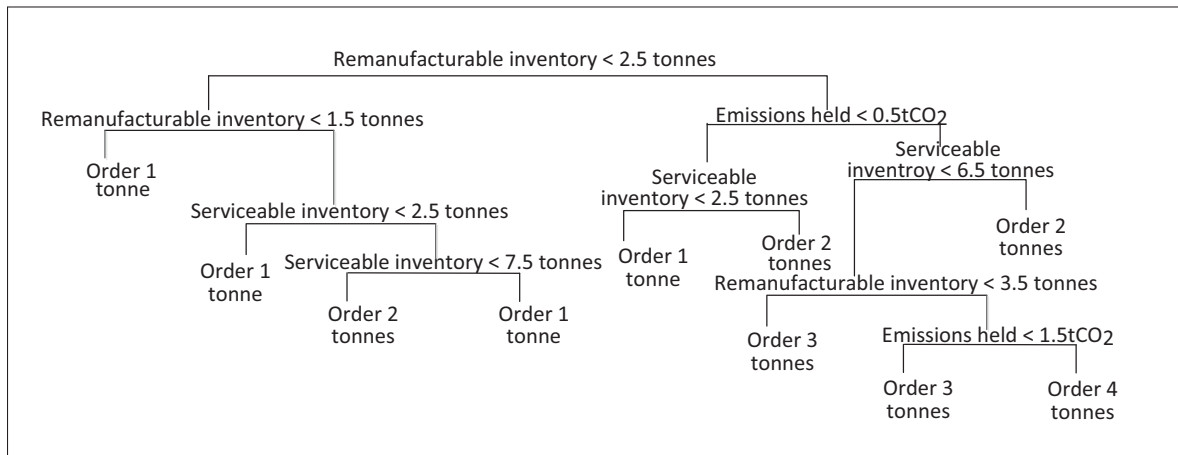 Remanufacturable inventory < 2.5 tonnes
Remanufacturable inventory < 1.5 tonnes
Emissions held < 0.5tCO2
Order 1
tonne
Serviceable
inventroy < 6.5 tonnes
Serviceable
inventory < 2.5 tonnes
Serviceable inventory < 2.5 tonnes
Order 2
tonnes
Order 1
tonne
Order 2
tonnes
Order 1
tonne
Serviceable inventory < 7.5 tonnes
Remanufacturable inventory < 3.5 tonnes
Order 2
tonnes
Order 1
tonne
Order 3
tonnes
Emissions held < 1.5tCO2
Order 3
tonnes
Order 4
tonnes